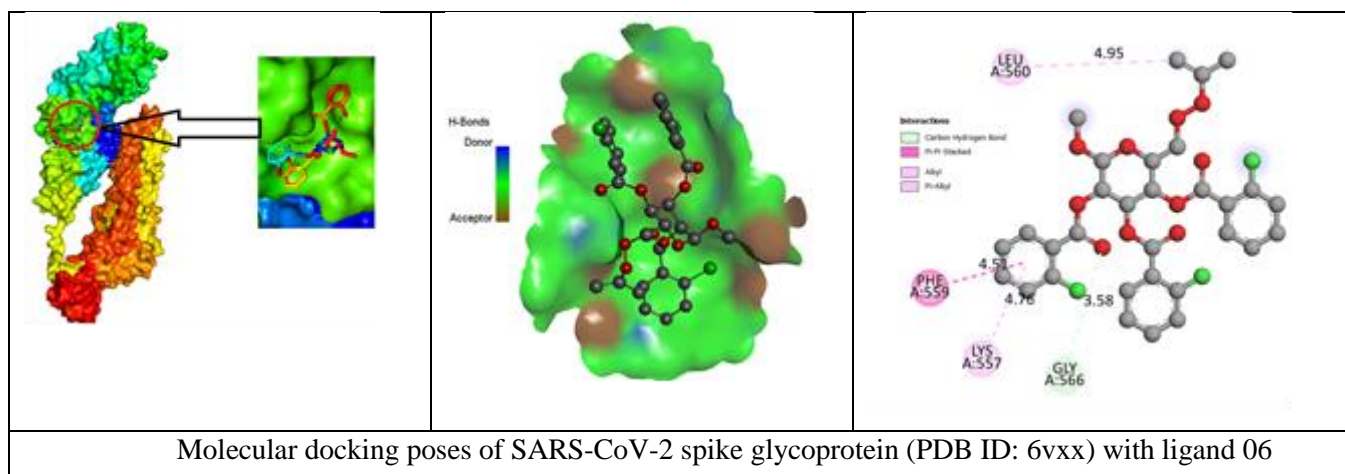 H-Bonds
Donor
Acceptor
LEU
A:560
4.95
Interactions
Carbon Hydrogen Bond
Pi-Pi Stacked
Alkyl
Pi-Alkyl
4.51
PHE
A:559
4.76
3.58
LYS
A:557
GLY
A:566
Molecular docking poses of SARS-CoV-2 spike glycoprotein (PDB ID: 6vxx) with ligand 06